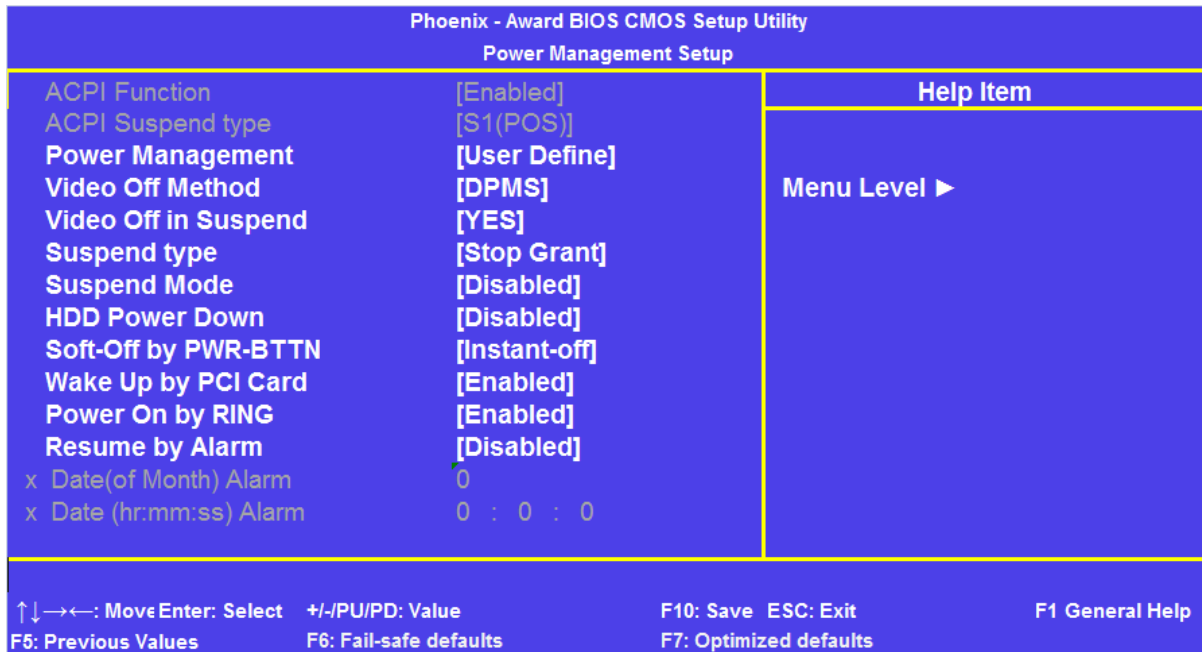 Phoenix - Award BIOS CMOS Setup Utility
Power Management Setup
ACPI Function [Enabled]
ACPI Suspend type [S1(POS)]
Power Management [User Define]
Video Off Method [DPMS]
Video Off in Suspend [YES]
Suspend type [Stop Grant]
Suspend Mode [Disabled]
HDD Power Down [Disabled]
Soft-Off by PWR-BTTN [Instant-off]
Wake Up by PCI Card [Enabled]
Power On by RING [Enabled]
Resume by Alarm [Disabled]
x Date(of Month) Alarm 0
x Date (hr:mm:ss) Alarm 0 : 0 : 0
Help Item
Menu Level ►
↑↓→←: Move Enter: Select +/-/PU/PD: Value F10: Save ESC: Exit F1 General Help
F5: Previous Values F6: Fail-safe defaults F7: Optimized defaults